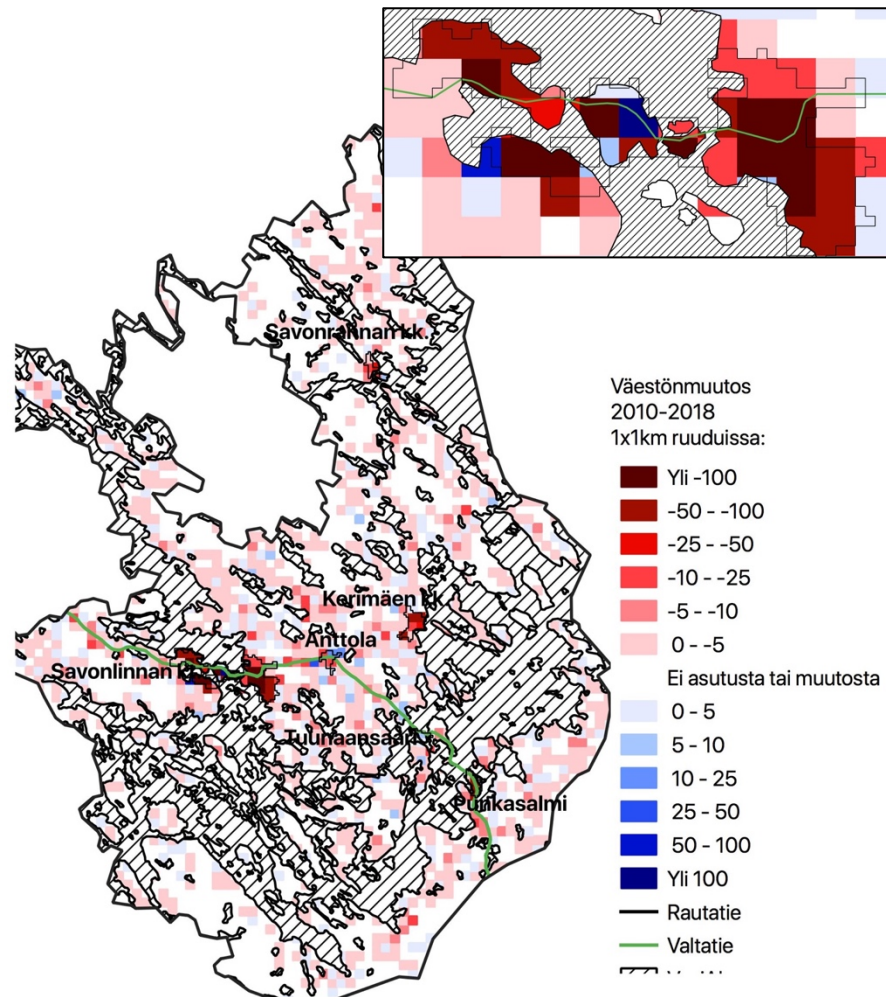 Savonrannan kk.
Kerimäen kk.
Anttola
Savonlinnan kk.
Tuunaansaari
Punkasalmi
Väestönmuutos
2010-2018
1x1km ruuduissa:
Yli -100
-50 - -100
-25 - -50
-10 - -25
-5 - -10
0 - -5
Ei asutusta tai muutosta
0 - 5
5 - 10
10 - 25
25 - 50
50 - 100
Yli 100
Rautatie
Valtatie